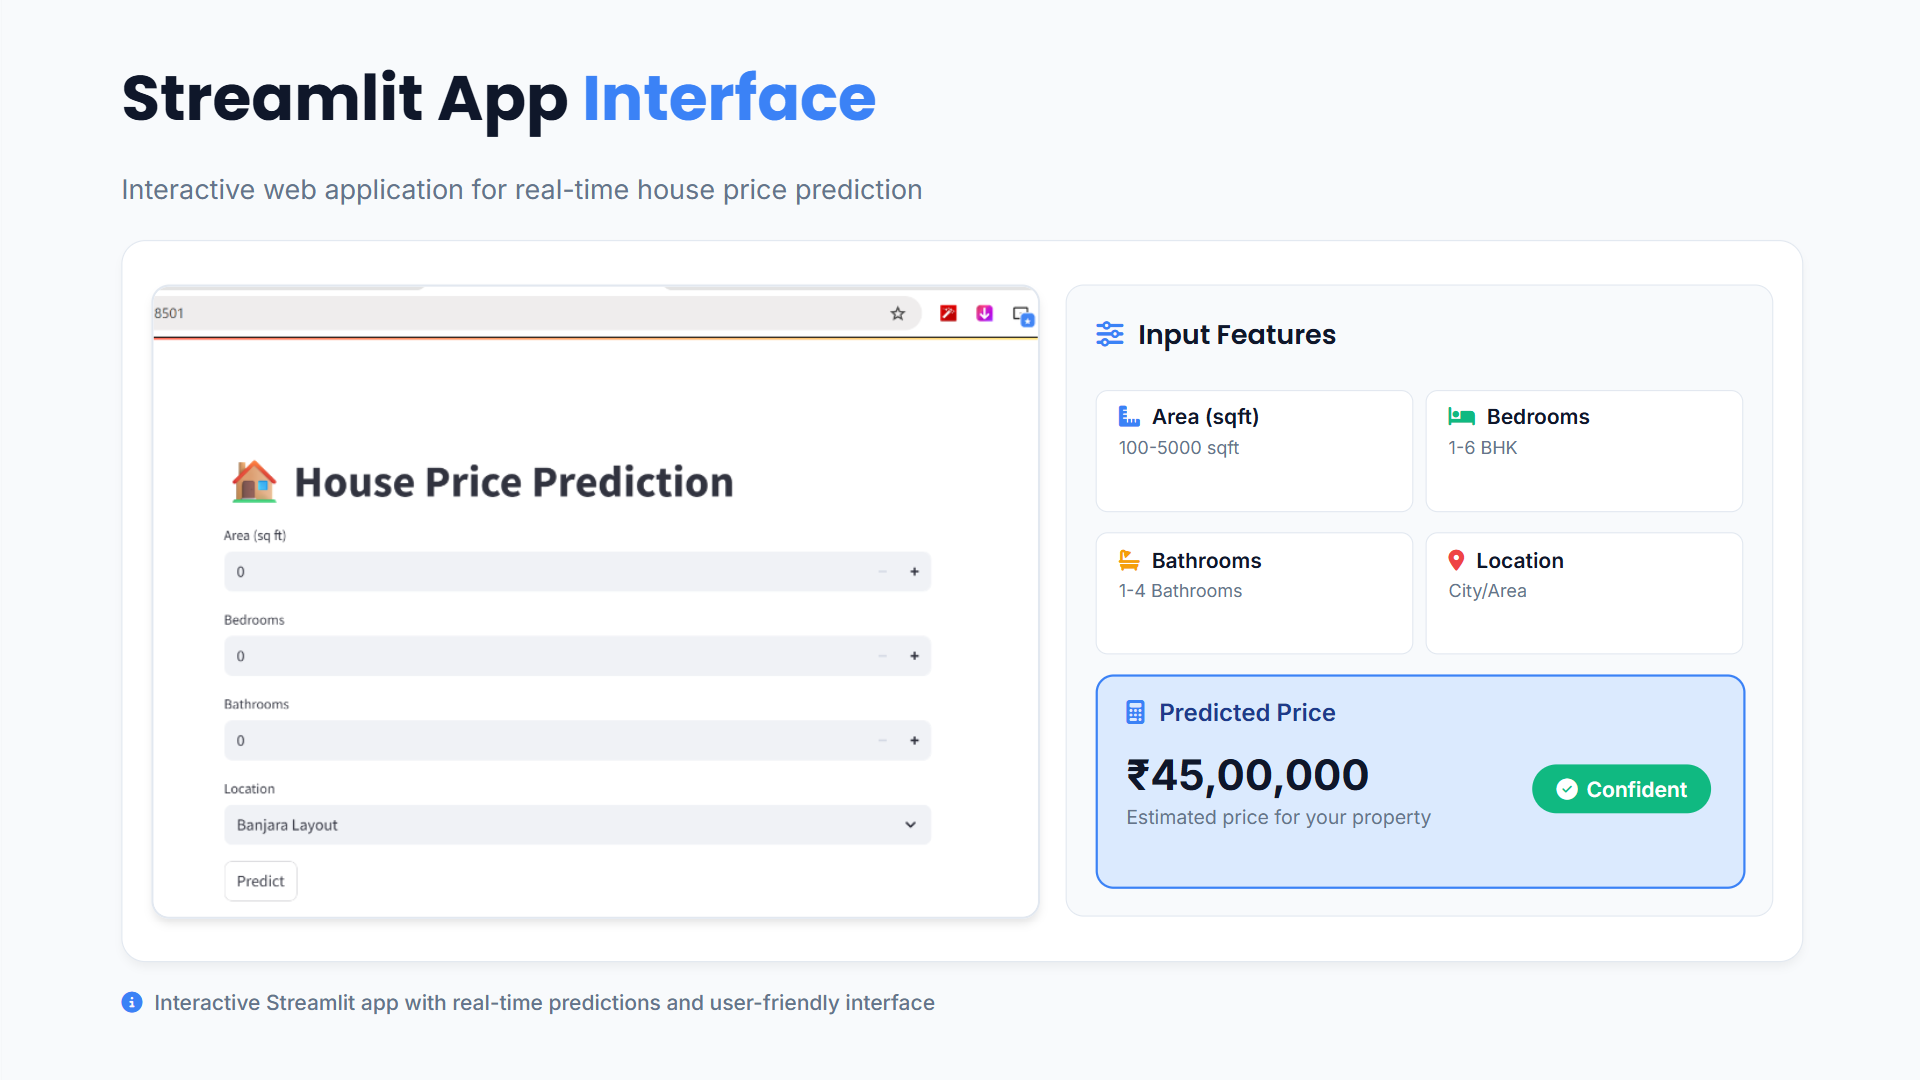 Streamlit App Interface
Interactive web application for real-time house price prediction
8501
House Price Prediction
Area (sq ft)
0
Bedrooms
0
Bathrooms
0
Location
Banjara Layout
Predict
Input Features
Area (sqft)
100-5000 sqft
Bedrooms
1-6 BHK
Bathrooms
1-4 Bathrooms
Location
City/Area
Predicted Price
₹45,00,000
Estimated price for your property
Confident
Interactive Streamlit app with real-time predictions and user-friendly interface